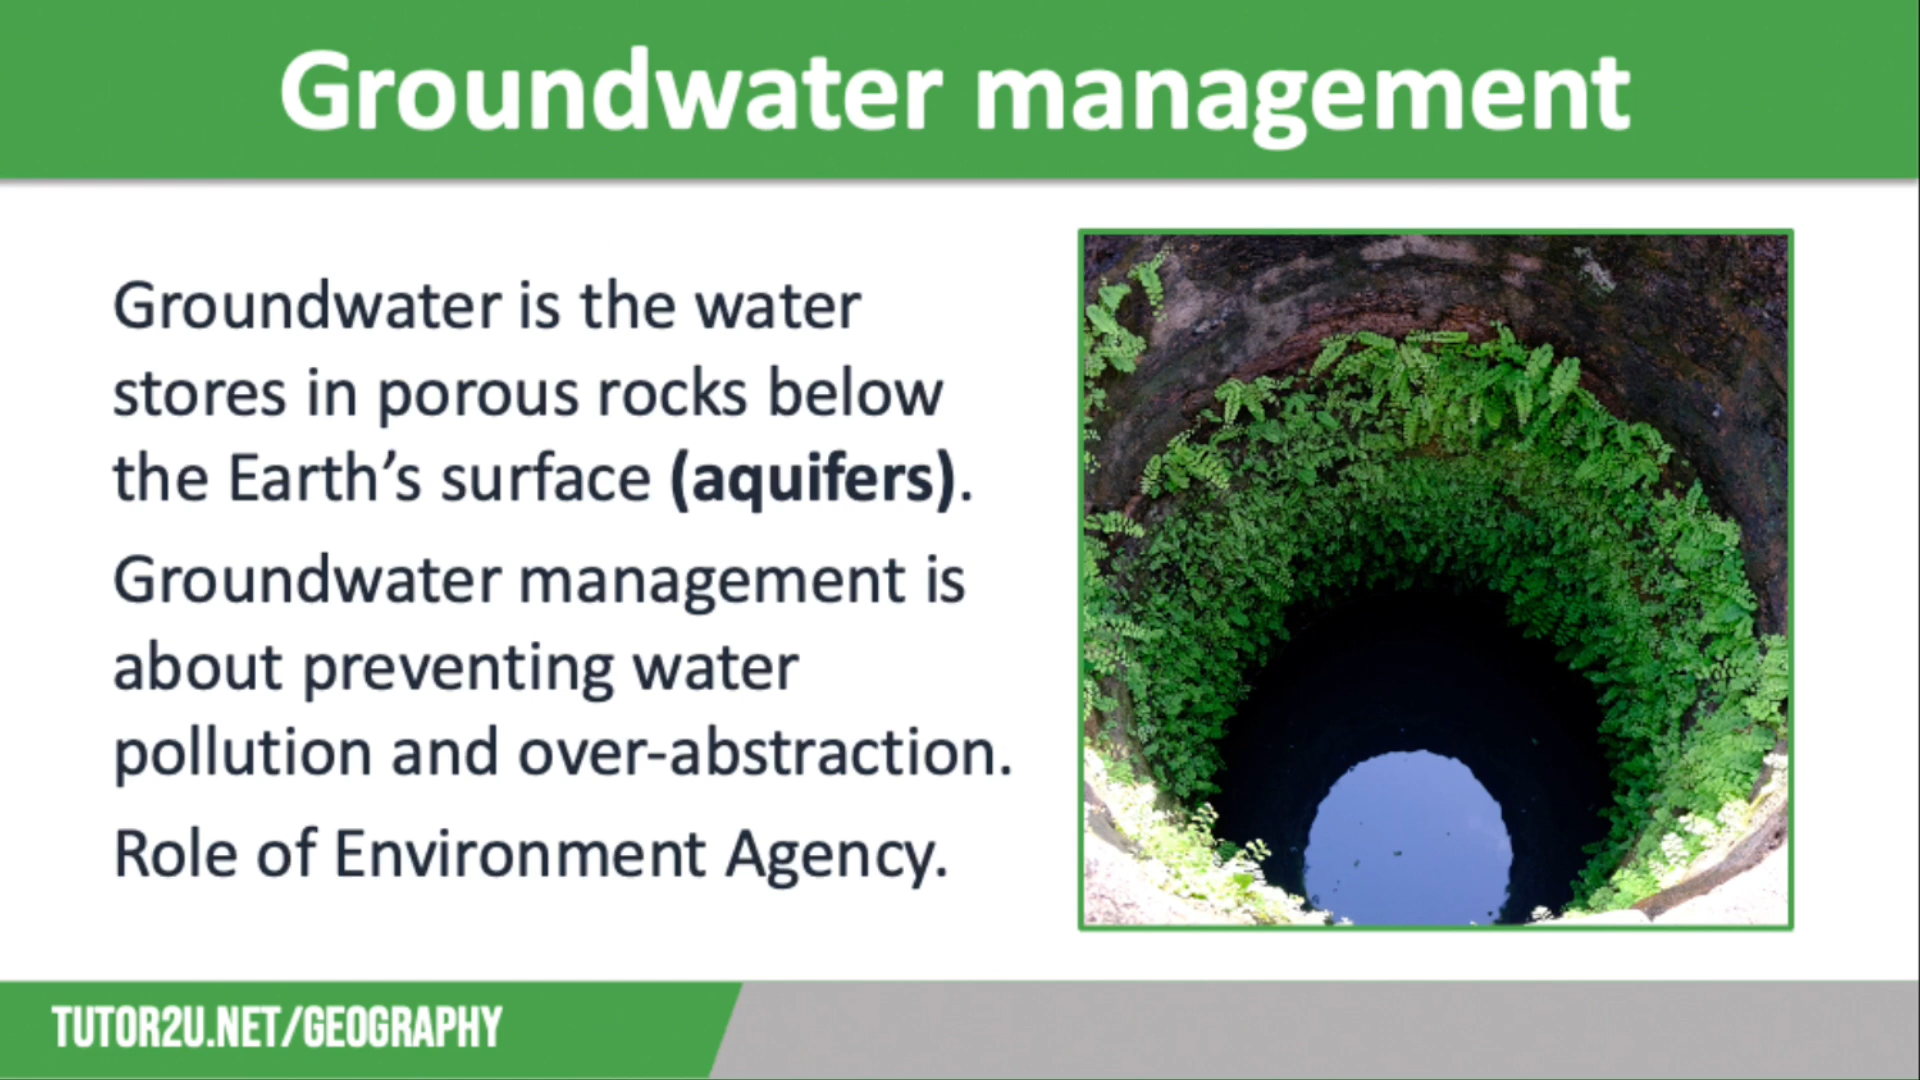 Groundwater management
Groundwater is the water
stores in porous rocks below
the Earth’s surface (aquifers).
Groundwater management is
about preventing water
pollution and over-abstraction.
Role of Environment Agency.
TUTOR2U.NET/GEOGRAPHY